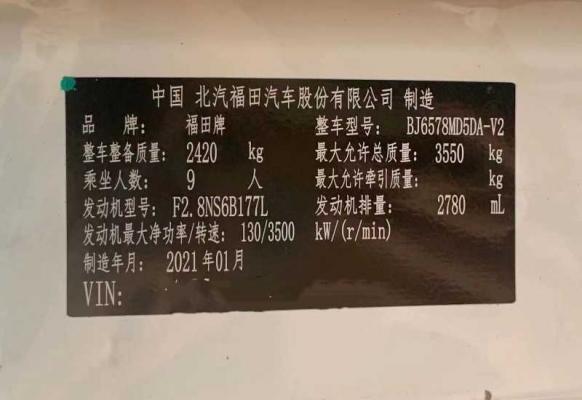 中国 北汽福田汽车股份有限公司 制造
品 牌: 福田牌 整车型号: BJ6578MD5DA-V2
整车整备质量: 2420 kg 最大允许总质量: 3550 kg
乘坐人数: 9 人 最大允许牵引质量: kg
发动机型号: F2.8NS6B177L 发动机排量: 2780 mL
发动机最大净功率/转速: 130/3500 kW/(r/min)
制造年月: 2021年01月
VIN: